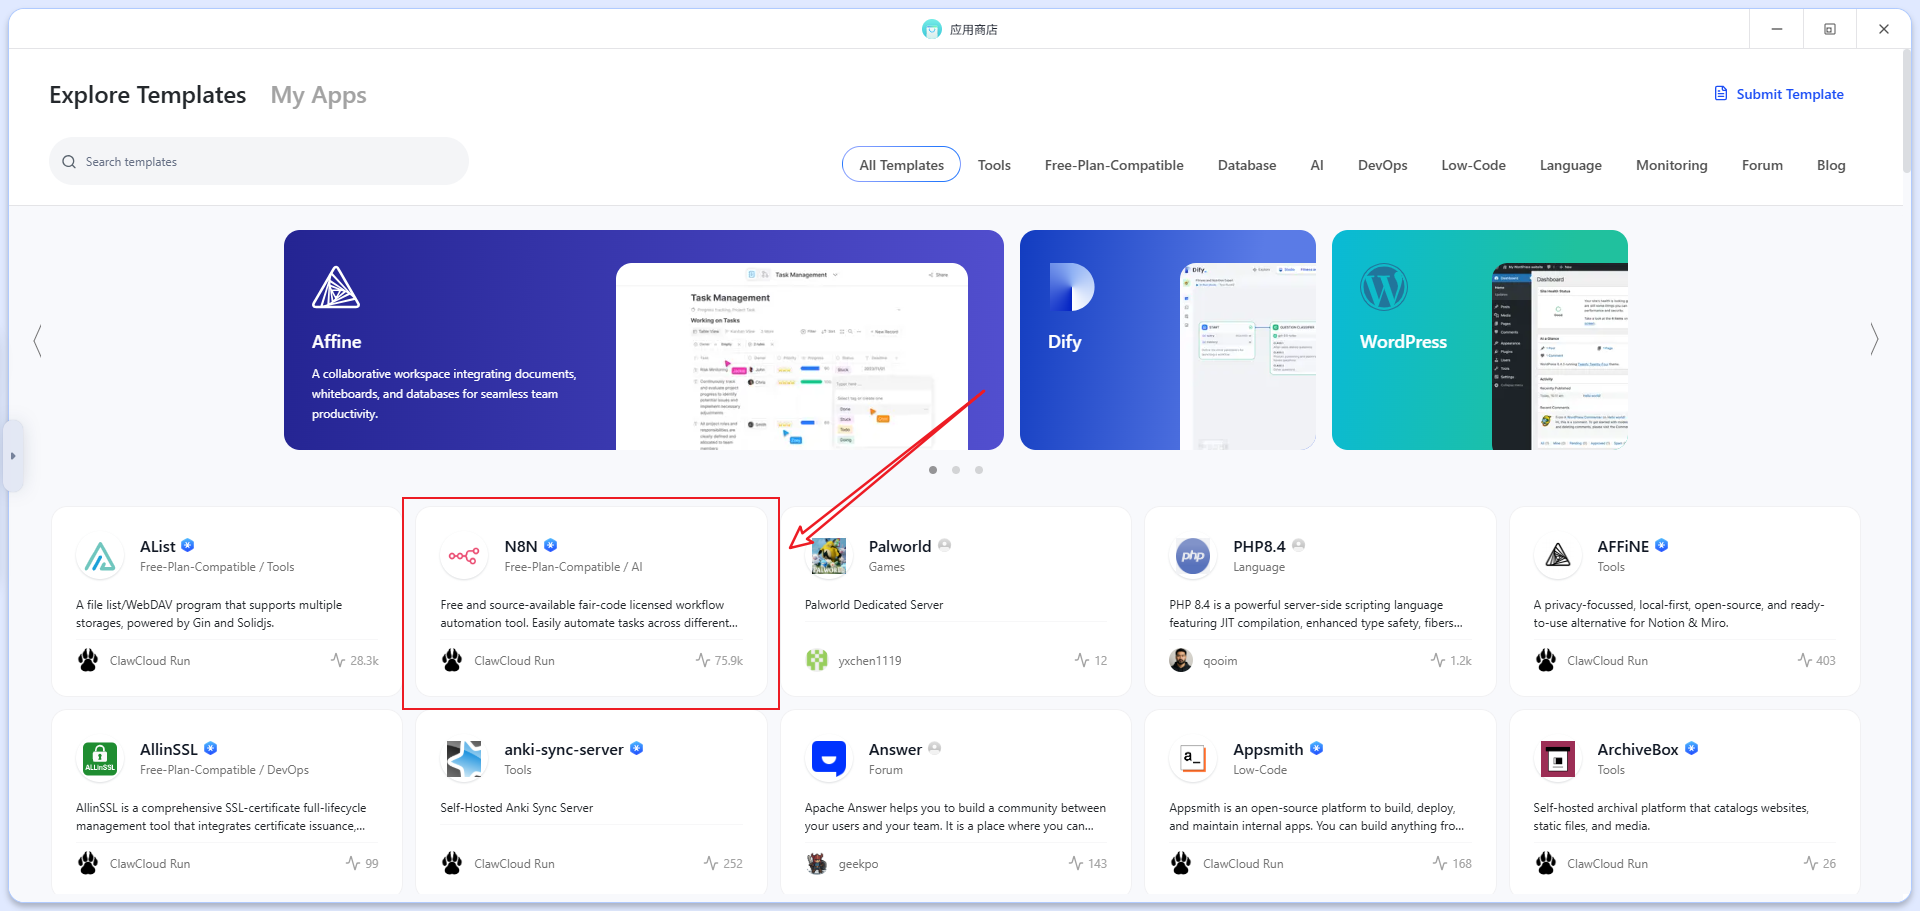 应用商店
Explore Templates
My Apps
Submit Template
Search templates
All Templates
Tools
Free-Plan-Compatible
Database
AI
DevOps
Low-Code
Language
Monitoring
Forum
Blog
Affine
A collaborative workspace integrating documents,
whiteboards, and databases for seamless team
productivity.
Task Management
Share
Task Management
Working on Tasks
Dify.
Dify
WordPress
Dashboard
AList
Free-Plan-Compatible / Tools
A file list/WebDAV program that supports multiple
storages, powered by Gin and Solidjs.
ClawCloud Run
28.3k
N8N
Free-Plan-Compatible / AI
Free and source-available fair-code licensed workflow
automation tool. Easily automate tasks across different...
ClawCloud Run
75.9k
PALWORLD
Palworld
Games
Palworld Dedicated Server
yxchen1119
12
php
PHP8.4
Language
PHP 8.4 is a powerful server-side scripting language
featuring JIT compilation, enhanced type safety, fibers...
qooim
1.2k
AFFiNE
Tools
A privacy-focussed, local-first, open-source, and ready-
to-use alternative for Notion & Miro.
ClawCloud Run
403
ALLinSSL
AllinSSL
Free-Plan-Compatible / DevOps
AllinSSL is a comprehensive SSL-certificate full-lifecycle
management tool that integrates certificate issuance,...
ClawCloud Run
99
anki-sync-server
Tools
Self-Hosted Anki Sync Server
ClawCloud Run
252
Answer
Forum
Apache Answer helps you to build a community between
your users and your team. It is a place where you can...
geekpo
143
a_
Appsmith
Low-Code
Appsmith is an open-source platform to build, deploy,
and maintain internal apps. You can build anything fro...
ClawCloud Run
168
ArchiveBox
Tools
Self-hosted archival platform that catalogs websites,
static files, and media.
ClawCloud Run
26